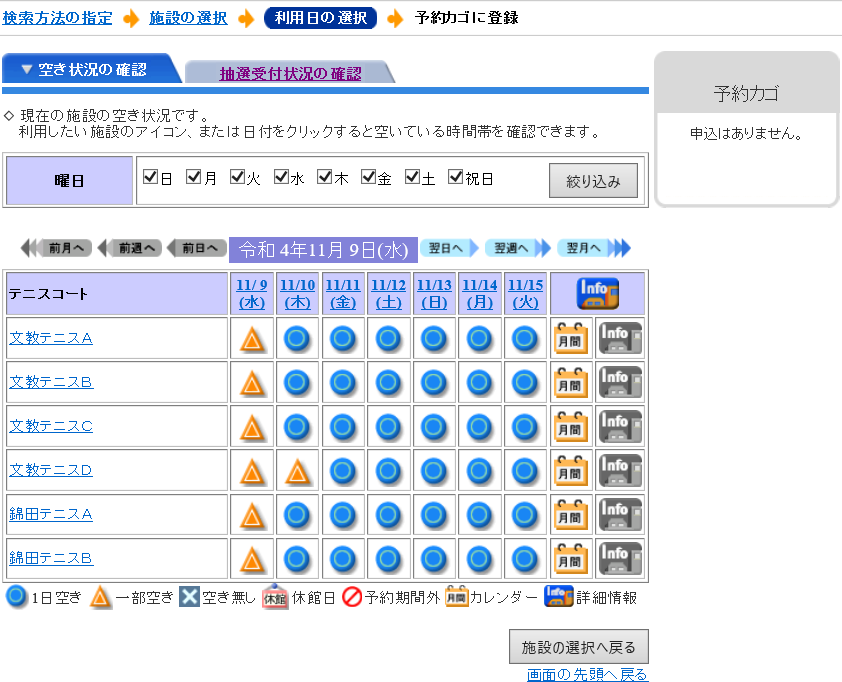 検索方法の指定 施設の選択 利用日の選択 予約カゴに登録
▼空き状況の確認 抽選受付状況の確認
予約カゴ
申込はありません。
◇ 現在の施設の空き状況です。
利用したい施設のアイコン、または日付をクリックすると空いている時間帯を確認できます。
曜日 日 月 火 水 木 金 土 祝日 絞り込み
前月へ 前週へ 前日へ 令和 4年11月 9日(水) 翌日へ 翌週へ 翌月へ
テニスコート 11/ 9 11/10 11/11 11/12 11/13 11/14 11/15 Info
(水) (木) (金) (土) (日) (月) (火)
文教テニスA 月間 Info
文教テニスB 月間 Info
文教テニスC 月間 Info
文教テニスD 月間 Info
錦田テニスA 月間 Info
錦田テニスB 月間 Info
1日空き 一部空き 空き無し 休館 休館日 予約期間外 月間 カレンダー Info 詳細情報
施設の選択へ戻る
画面の先頭へ戻る